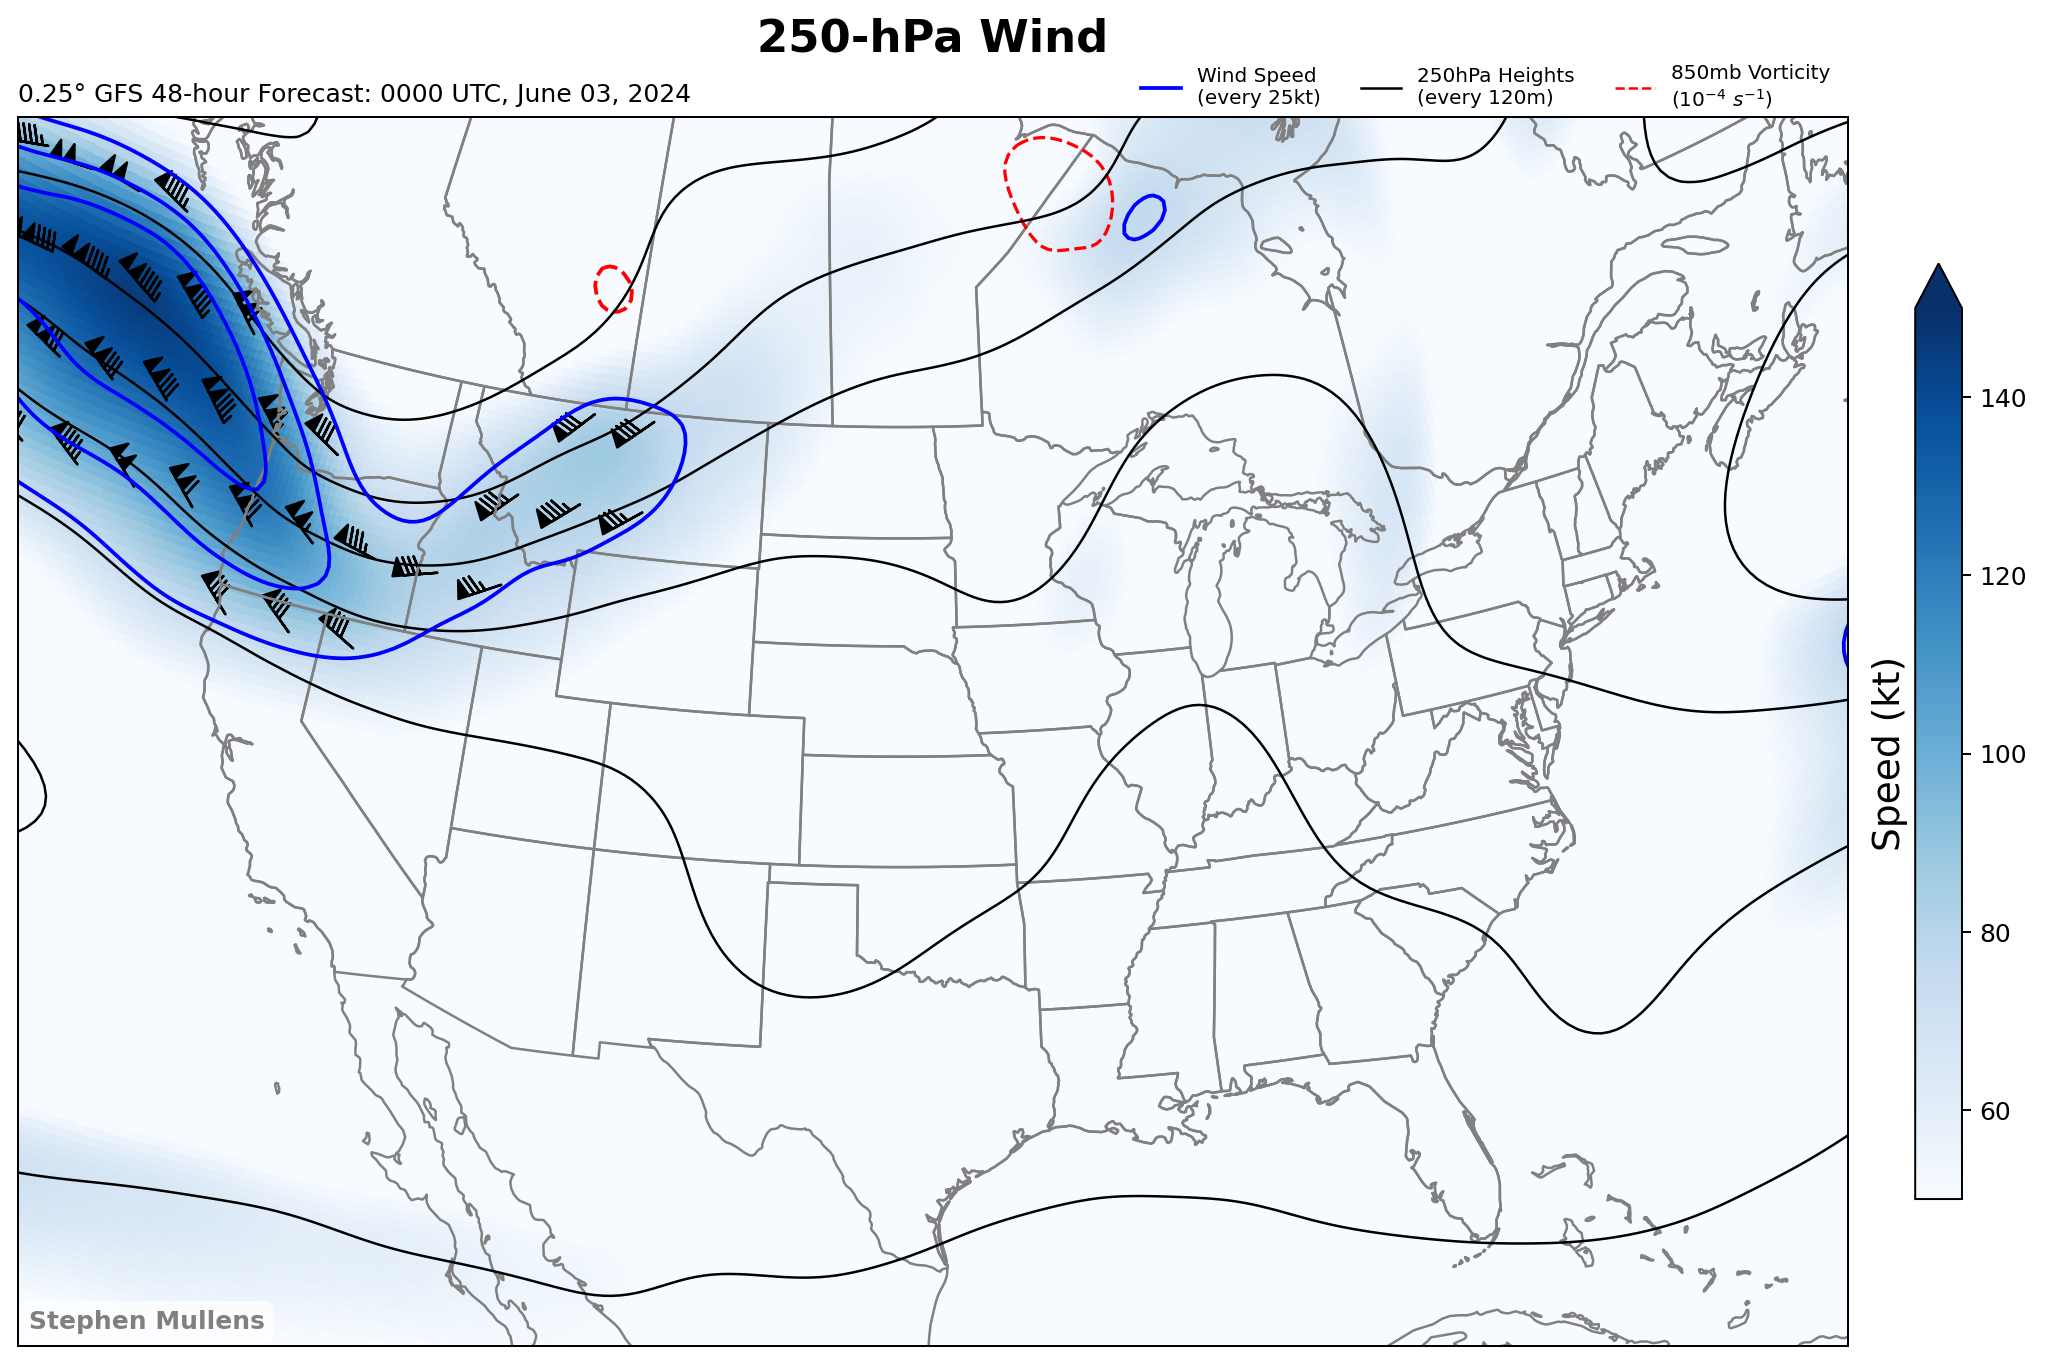 250-hPa Wind
0.25° GFS 48-hour Forecast: 0000 UTC, June 03, 2024
Wind Speed
(every 25kt)
250hPa Heights
(every 120m)
850mb Vorticity
(10⁻⁴ s⁻¹)
140
120
100
80
60
Speed (kt)
Stephen Mullens